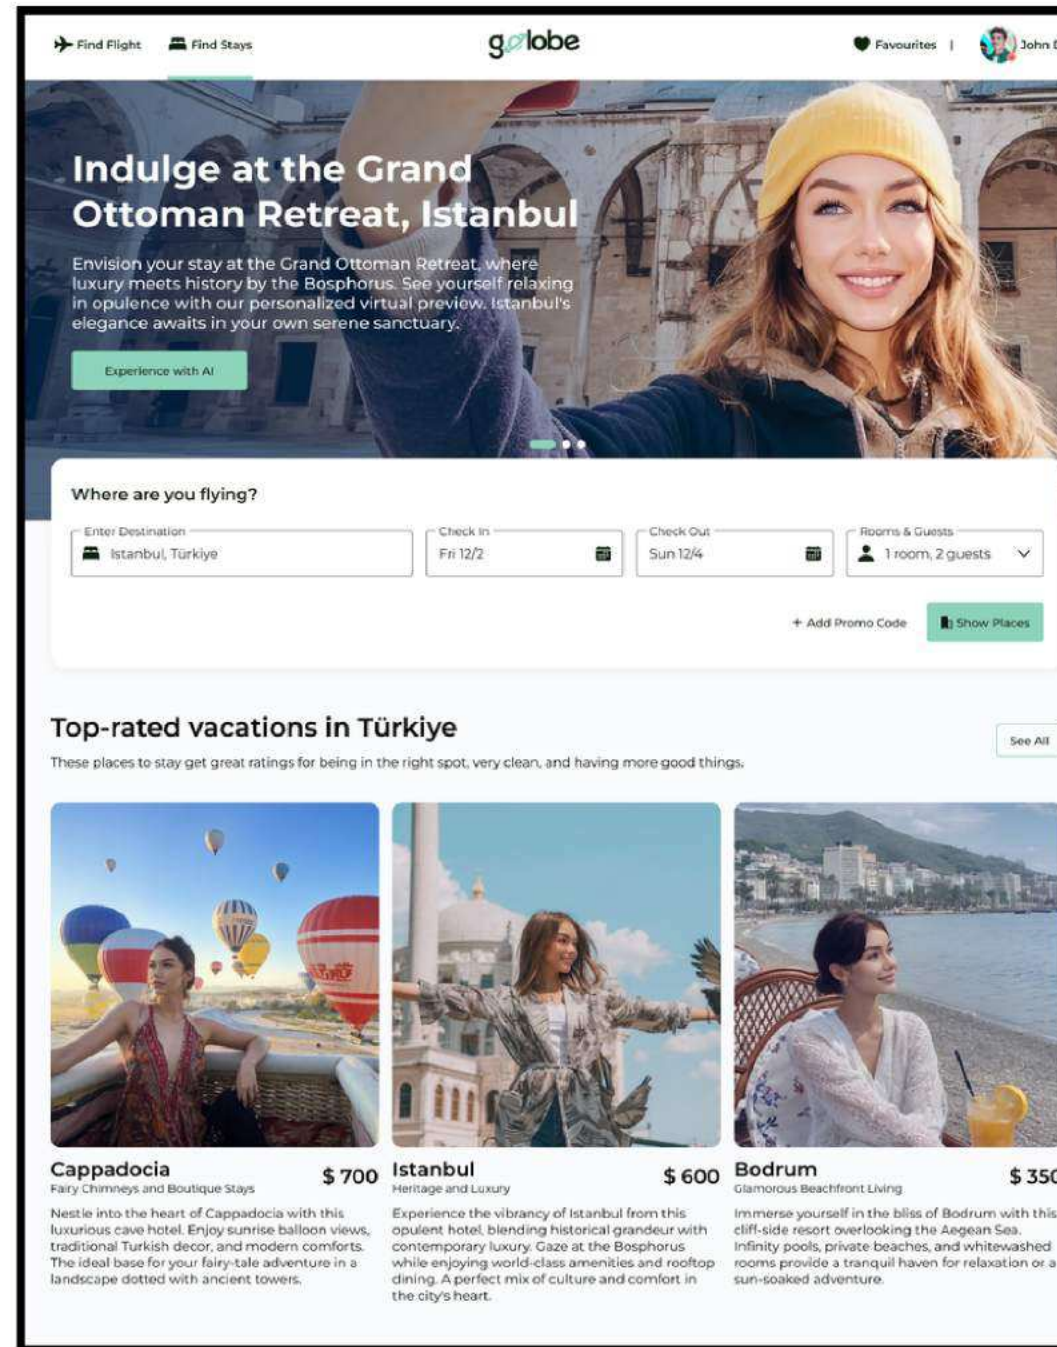 Find Flight
Find Stays
golobe
Favourites |
John D
Indulge at the Grand
Ottoman Retreat, Istanbul
Envision your stay at the Grand Ottoman Retreat, where
luxury meets history by the Bosphorus. See yourself relaxing
in opulence with our personalized virtual preview. Istanbul's
elegance awaits in your own serene sanctuary.
Experience with AI
Where are you flying?
Enter Destination
Istanbul, Türkiye
Check In
Fri 12/2
Check Out
Sun 12/4
Rooms & Guests
1 room, 2 guests
+ Add Promo Code
Show Places
Top-rated vacations in Türkiye
See All
These places to stay get great ratings for being in the right spot, very clean, and having more good things.
Cappadocia
$ 700
Fairy Chimneys and Boutique Stays
Nestle into the heart of Cappadocia with this
luxurious cave hotel. Enjoy sunrise balloon views,
traditional Turkish decor, and modern comforts.
The ideal base for your fairy-tale adventure in a
landscape dotted with ancient towers.
Istanbul
$ 600
Heritage and Luxury
Experience the vibrancy of Istanbul from this
opulent hotel, blending historical grandeur with
contemporary luxury. Gaze at the Bosphorus
while enjoying world-class amenities and rooftop
dining. A perfect mix of culture and comfort in
the city's heart.
Bodrum
$ 350
Glamorous Beachfront Living
Immerse yourself in the bliss of Bodrum with this
cliff-side resort overlooking the Aegean Sea.
Infinity pools, private beaches, and whitewashed
rooms provide a tranquil haven for relaxation or a
sun-soaked adventure.